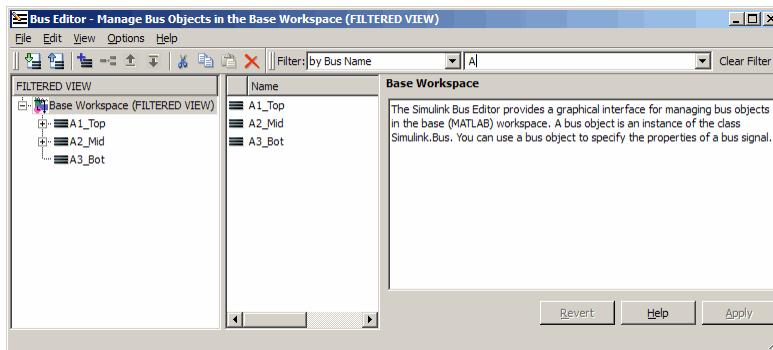 Bus Editor - Manage Bus Objects in the Base Workspace (FILTERED VIEW)
File Edit View Options Help
Filter: by Bus Name A Clear Filter
FILTERED VIEW
Base Workspace (FILTERED VIEW)
A1_Top
A2_Mid
A3_Bot
Name
A1_Top
A2_Mid
A3_Bot
Base Workspace
The Simulink Bus Editor provides a graphical interface for managing bus objects
in the base (MATLAB) workspace. A bus object is an instance of the class
Simulink.Bus. You can use a bus object to specify the properties of a bus signal.
Revert Help Apply